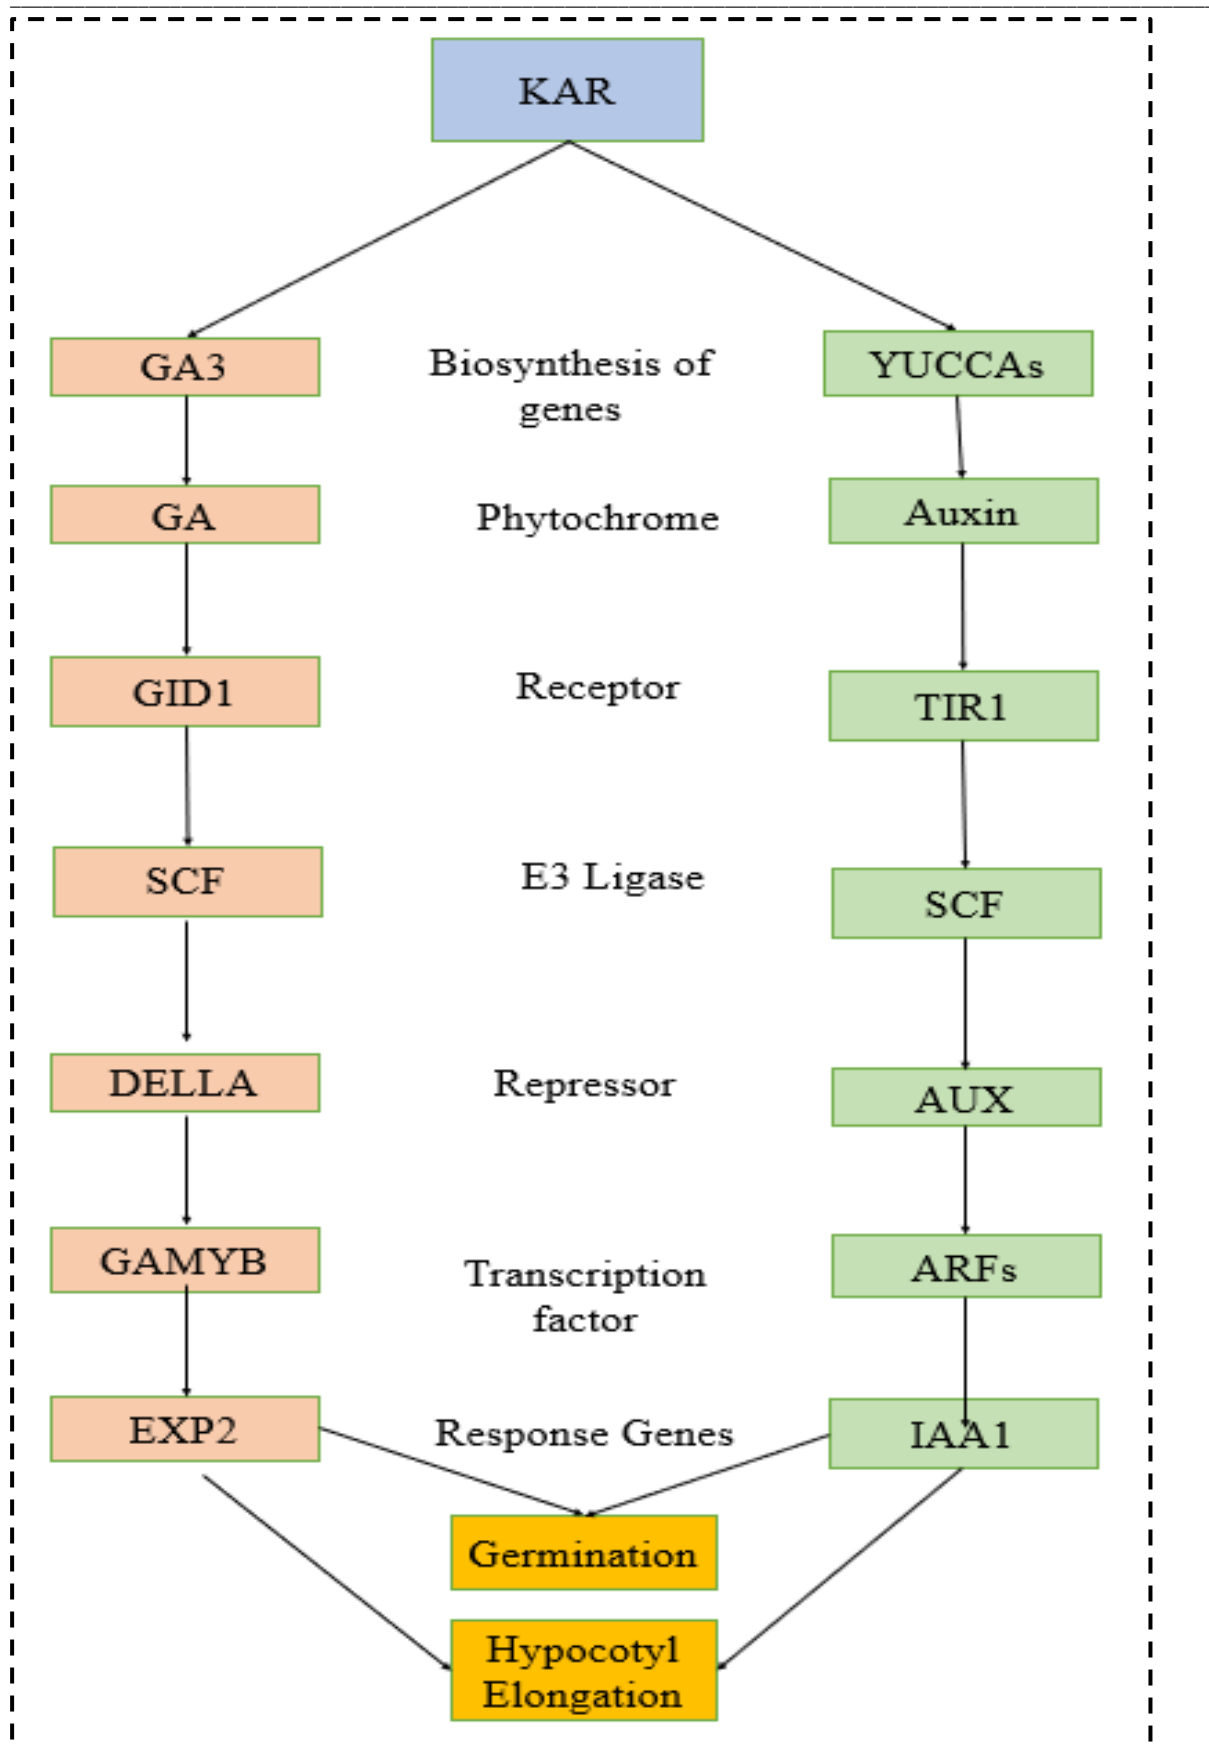 KAR
GA3
Biosynthesis of
genes
YUCCAs
GA
Phytochrome
Auxin
GID1
Receptor
TIR1
SCF
E3 Ligase
SCF
DELLA
Repressor
AUX
GAMYB
Transcription
factor
ARFs
EXP2
Response Genes
IAA1
Germination
Hypocotyl
Elongation